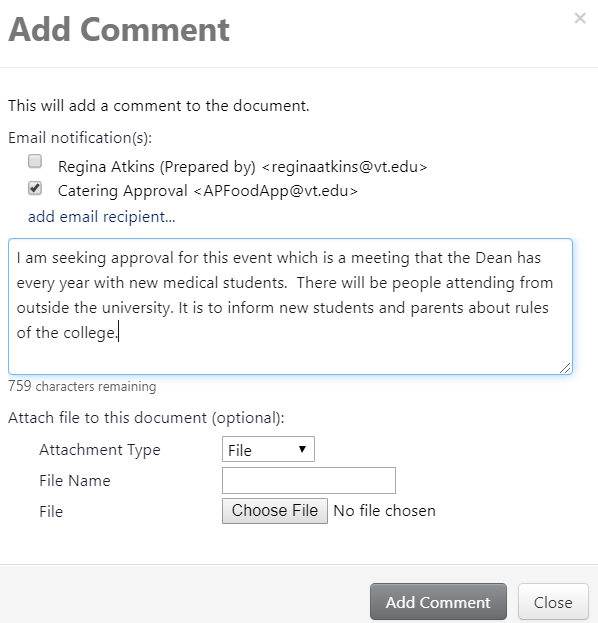 Add Comment
×
This will add a comment to the document.
Email notification(s):
Regina Atkins (Prepared by) <reginaatkins@vt.edu>
Catering Approval <APFoodApp@vt.edu>
add email recipient...
I am seeking approval for this event which is a meeting that the Dean has
every year with new medical students.  There will be people attending from
outside the university. It is to inform new students and parents about rules
of the college.
759 characters remaining
Attach file to this document (optional):
Attachment Type File
File Name
File Choose File No file chosen
Add Comment Close